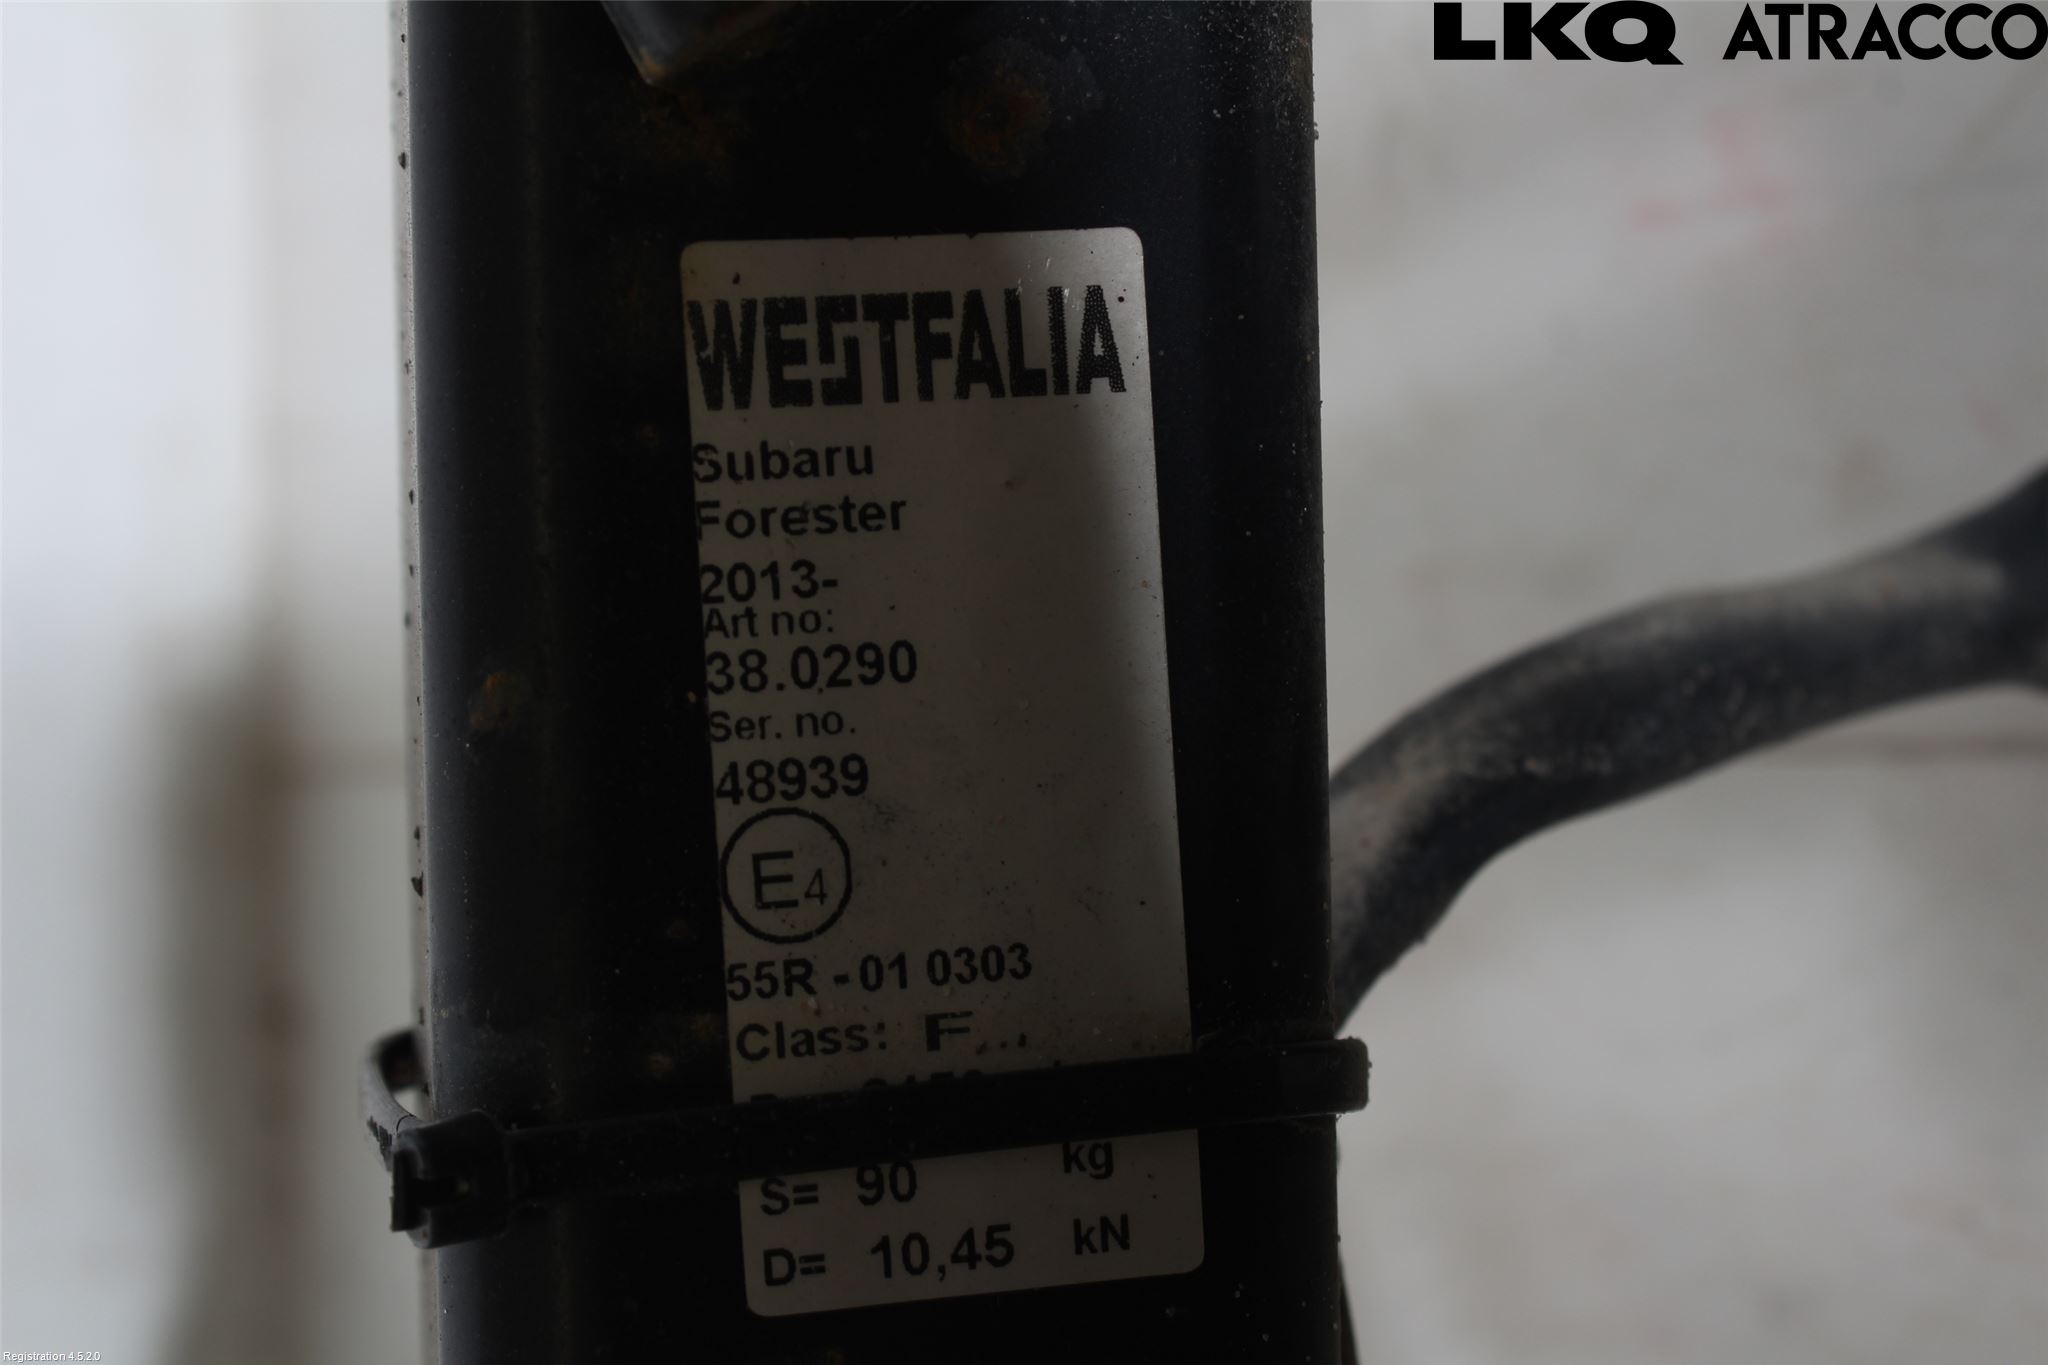 LKQ ATRACCO
WESTFALIA
Subaru
Forester
2013-
Art no:
38.0290
Ser. no.
48939
E4
55R - 01 0303
Class: F...
S= 90 kg
D= 10,45 kN
Registration 4.5.2.0